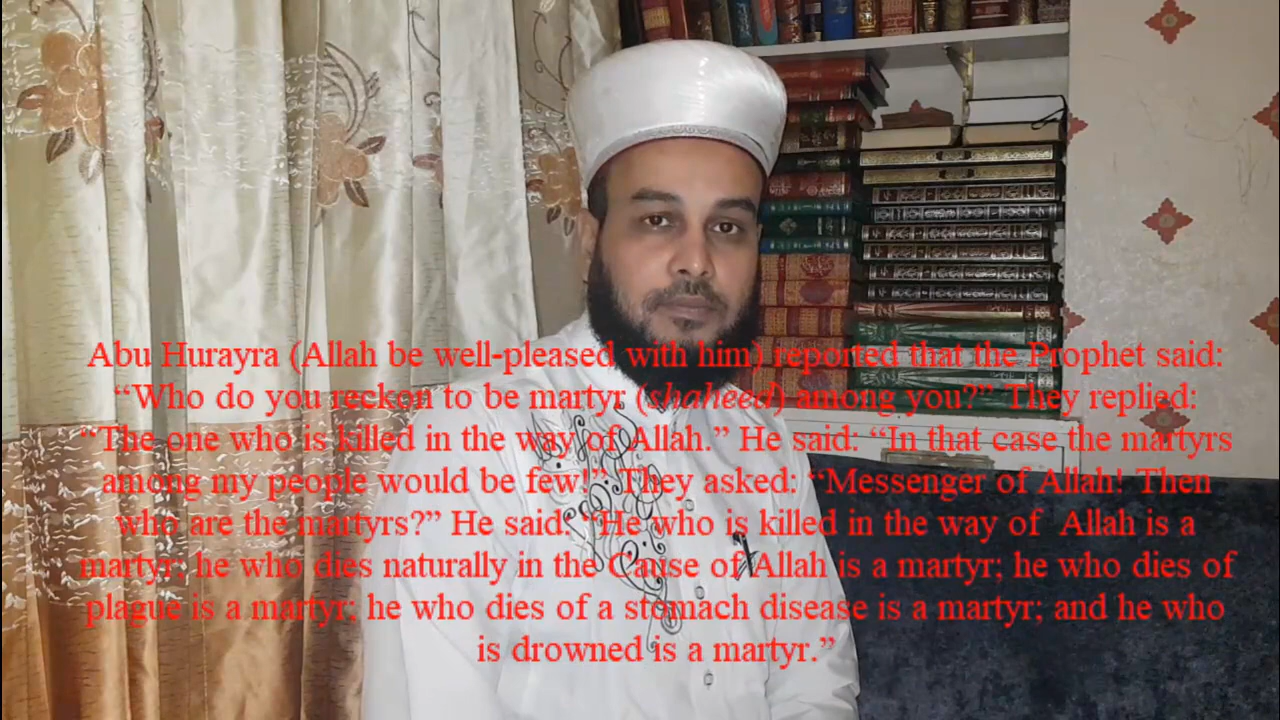 Abu Hurayra (Allah be well-pleased with him) reported that the Prophet said:
“Who do you reckon to be martyr (shaheed) among you?” They replied:
“The one who is killed in the way of Allah.” He said: “In that case the martyrs
among my people would be few!” They asked: “Messenger of Allah! Then
who are the martyrs?” He said: “He who is killed in the way of Allah is a
martyr; he who dies naturally in the Cause of Allah is a martyr; he who dies of
plague is a martyr; he who dies of a stomach disease is a martyr; and he who
is drowned is a martyr.”